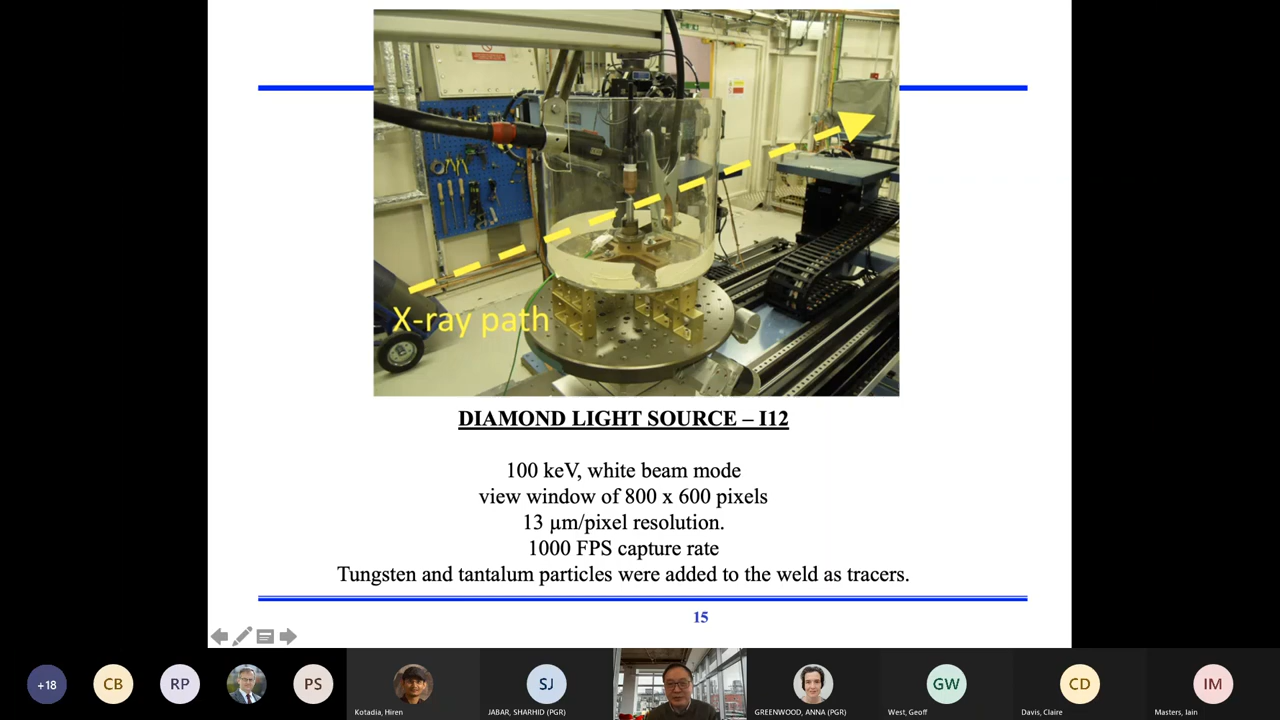 X-ray path
DIAMOND LIGHT SOURCE – I12
100 keV, white beam mode
view window of 800 x 600 pixels
13 µm/pixel resolution.
1000 FPS capture rate
Tungsten and tantalum particles were added to the weld as tracers.
15
+18
CB
RP
PS
Kotadia, Hiren
SJ
JABAR, SHARHID (PGR)
GREENWOOD, ANNA (PGR)
GW
West, Geoff
CD
Davis, Claire
IM
Masters, Iain